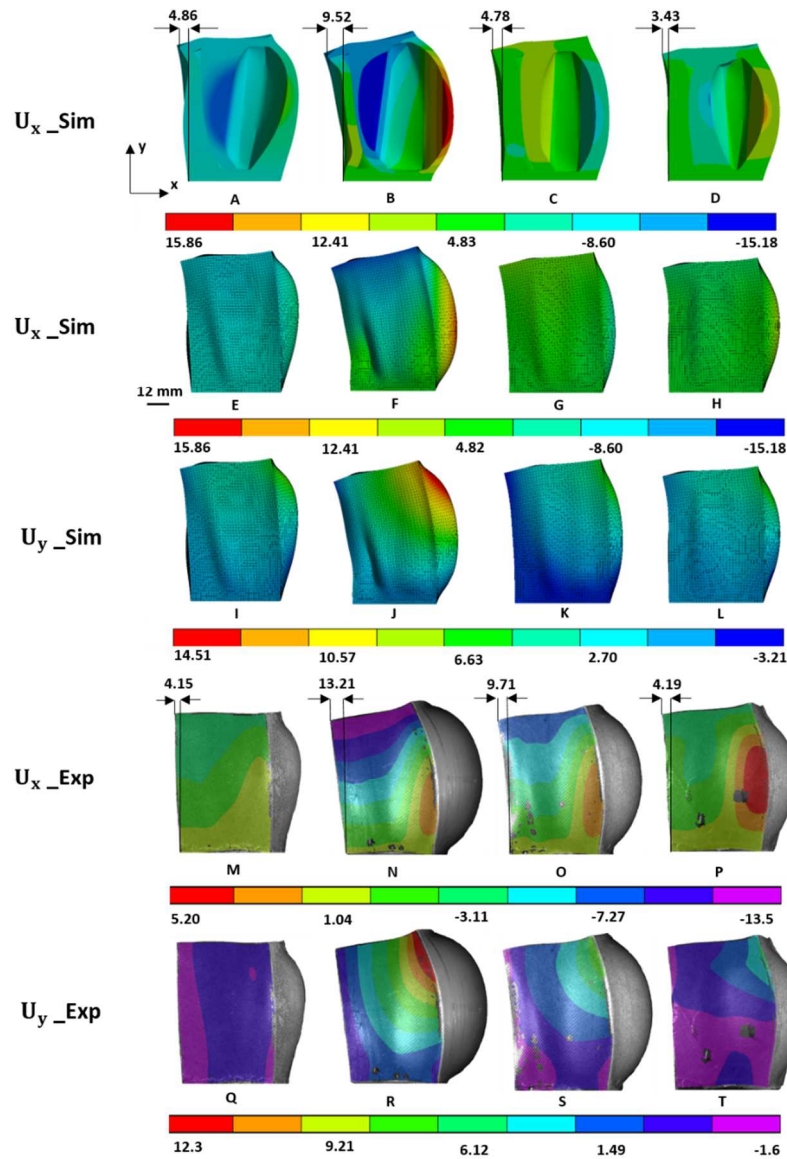 4.86 9.52 4.78 3.43
Uₓ _Sim
y
x
A B C D
15.86 12.41 4.83 -8.60 -15.18
Uₓ _Sim
12 mm
E F G H
15.86 12.41 4.82 -8.60 -15.18
U_y _Sim
I J K L
14.51 10.57 6.63 2.70 -3.21
4.15 13.21 9.71 4.19
Uₓ _Exp
M N O P
5.20 1.04 -3.11 -7.27 -13.5
U_y _Exp
Q R S T
12.3 9.21 6.12 1.49 -1.6